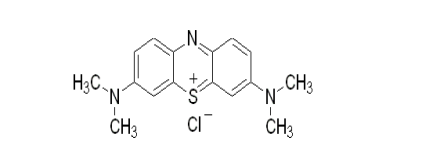 N
H₃C CH₃
N S⁺ N
CH₃ Cl⁻ CH₃